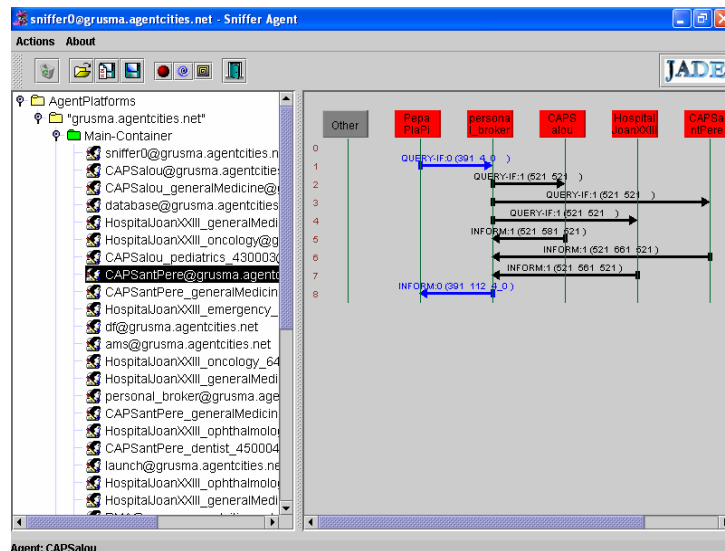 sniffer0@grusma.agentcities.net - Sniffer Agent
Actions About
JADE
AgentPlatforms
"grusma.agentcities.net"
Main-Container
sniffer0@grusma.agentcities.n
CAPSalou@grusma.agentcitie
CAPSalou_generalMedicine@g
database@grusma.agentcities
HospitalJoanXXIII_generalMedi
HospitalJoanXXIII_oncology@g
CAPSalou_pediatrics_430003@
CAPSantPere@grusma.agentc
CAPSantPere_generalMedicin
HospitalJoanXXIII_emergency_
df@grusma.agentcities.net
ams@grusma.agentcities.net
HospitalJoanXXIII_oncology_64
HospitalJoanXXIII_generalMedi
personal_broker@grusma.age
CAPSantPere_generalMedicin
HospitalJoanXXIII_ophthalmolo
CAPSantPere_dentist_450004
launch@grusma.agentcities.ne
HospitalJoanXXIII_ophthalmolo
HospitalJoanXXIII_generalMedi
Other
Pepa
PlaPi
persona
l_broker
CAPS
alou
Hospital
JoanXXIII
CAPSa
ntPere
0
1
QUERY-IF:0 (391 4_0 )
2
QUERY-IF:1 (521 521 )
3
QUERY-IF:1 (521 521 )
4
QUERY-IF:1 (521 521 )
5
INFORM:1 (521 581 521)
6
INFORM:1 (521 661 521)
7
INFORM:1 (521 561 521)
8
INFORM:0 (391 112 4_0 )
Agent: CAPSalou